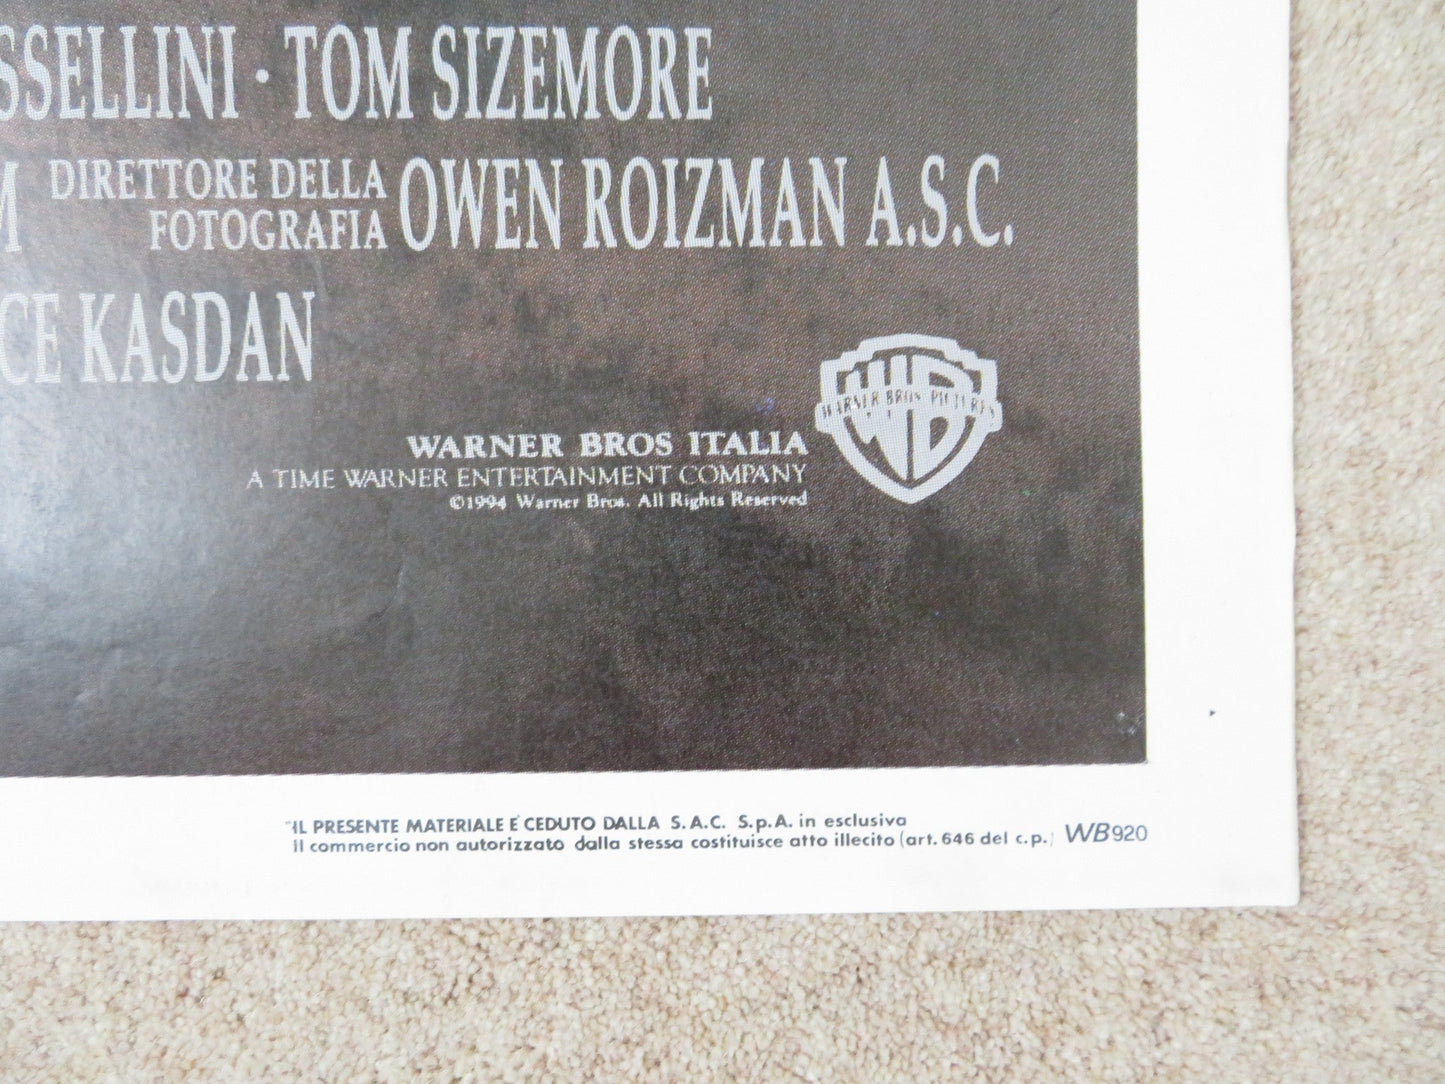 SSELLINI · TOM SIZEMORE
M DIRETTORE DELLA FOTOGRAFIA OWEN ROIZMAN A.S.C.
CE KASDAN
WARNER BROS PICTURES
WARNER BROS ITALIA
A TIME WARNER ENTERTAINMENT COMPANY
©1994 Warner Bros. All Rights Reserved
"IL PRESENTE MATERIALE E' CEDUTO DALLA S.A.C. S.p.A. in esclusiva
Il commercio non autorizzato dalla stessa costituisce atto illecito (art. 646 del c.p.) WB920